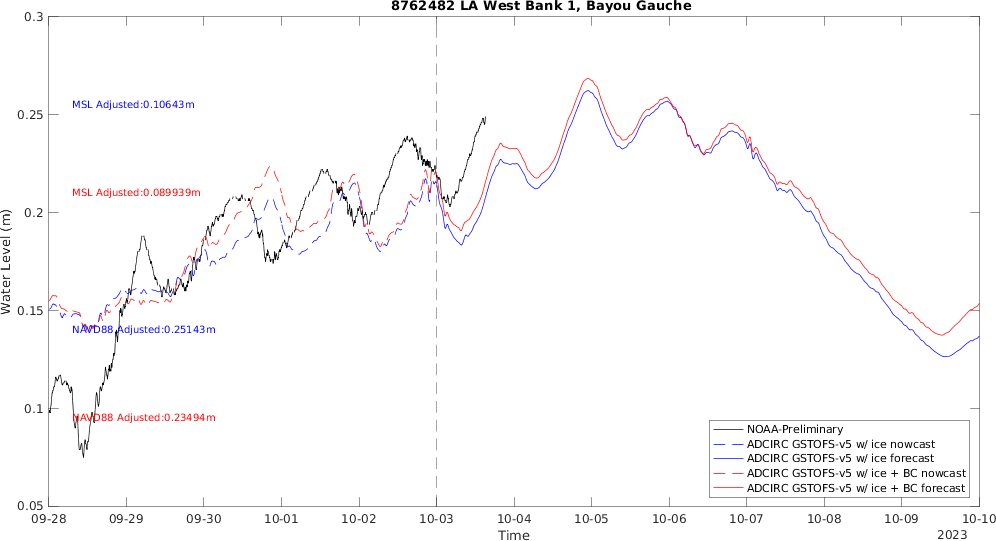 8762482 LA West Bank 1, Bayou Gauche
0.3
0.25
0.2
0.15
0.1
0.05
Water Level (m)
MSL Adjusted:0.10643m
MSL Adjusted:0.089939m
NAVD88 Adjusted:0.25143m
NAVD88 Adjusted:0.23494m
NOAA-Preliminary
ADCIRC GSTOFS-v5 w/ ice nowcast
ADCIRC GSTOFS-v5 w/ ice forecast
ADCIRC GSTOFS-v5 w/ ice + BC nowcast
ADCIRC GSTOFS-v5 w/ ice + BC forecast
09-28 09-29 09-30 10-01 10-02 10-03 10-04 10-05 10-06 10-07 10-08 10-09 10-10
Time
2023